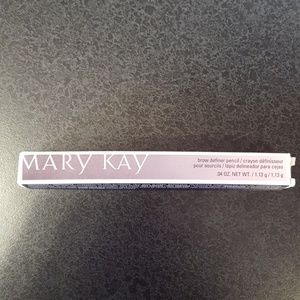 MARY KAY
brow definer pencil / crayon définisseur
pour sourcils / lápiz delineador para cejas
.04 OZ. NET WT. / 1.13 g / 1,13 g